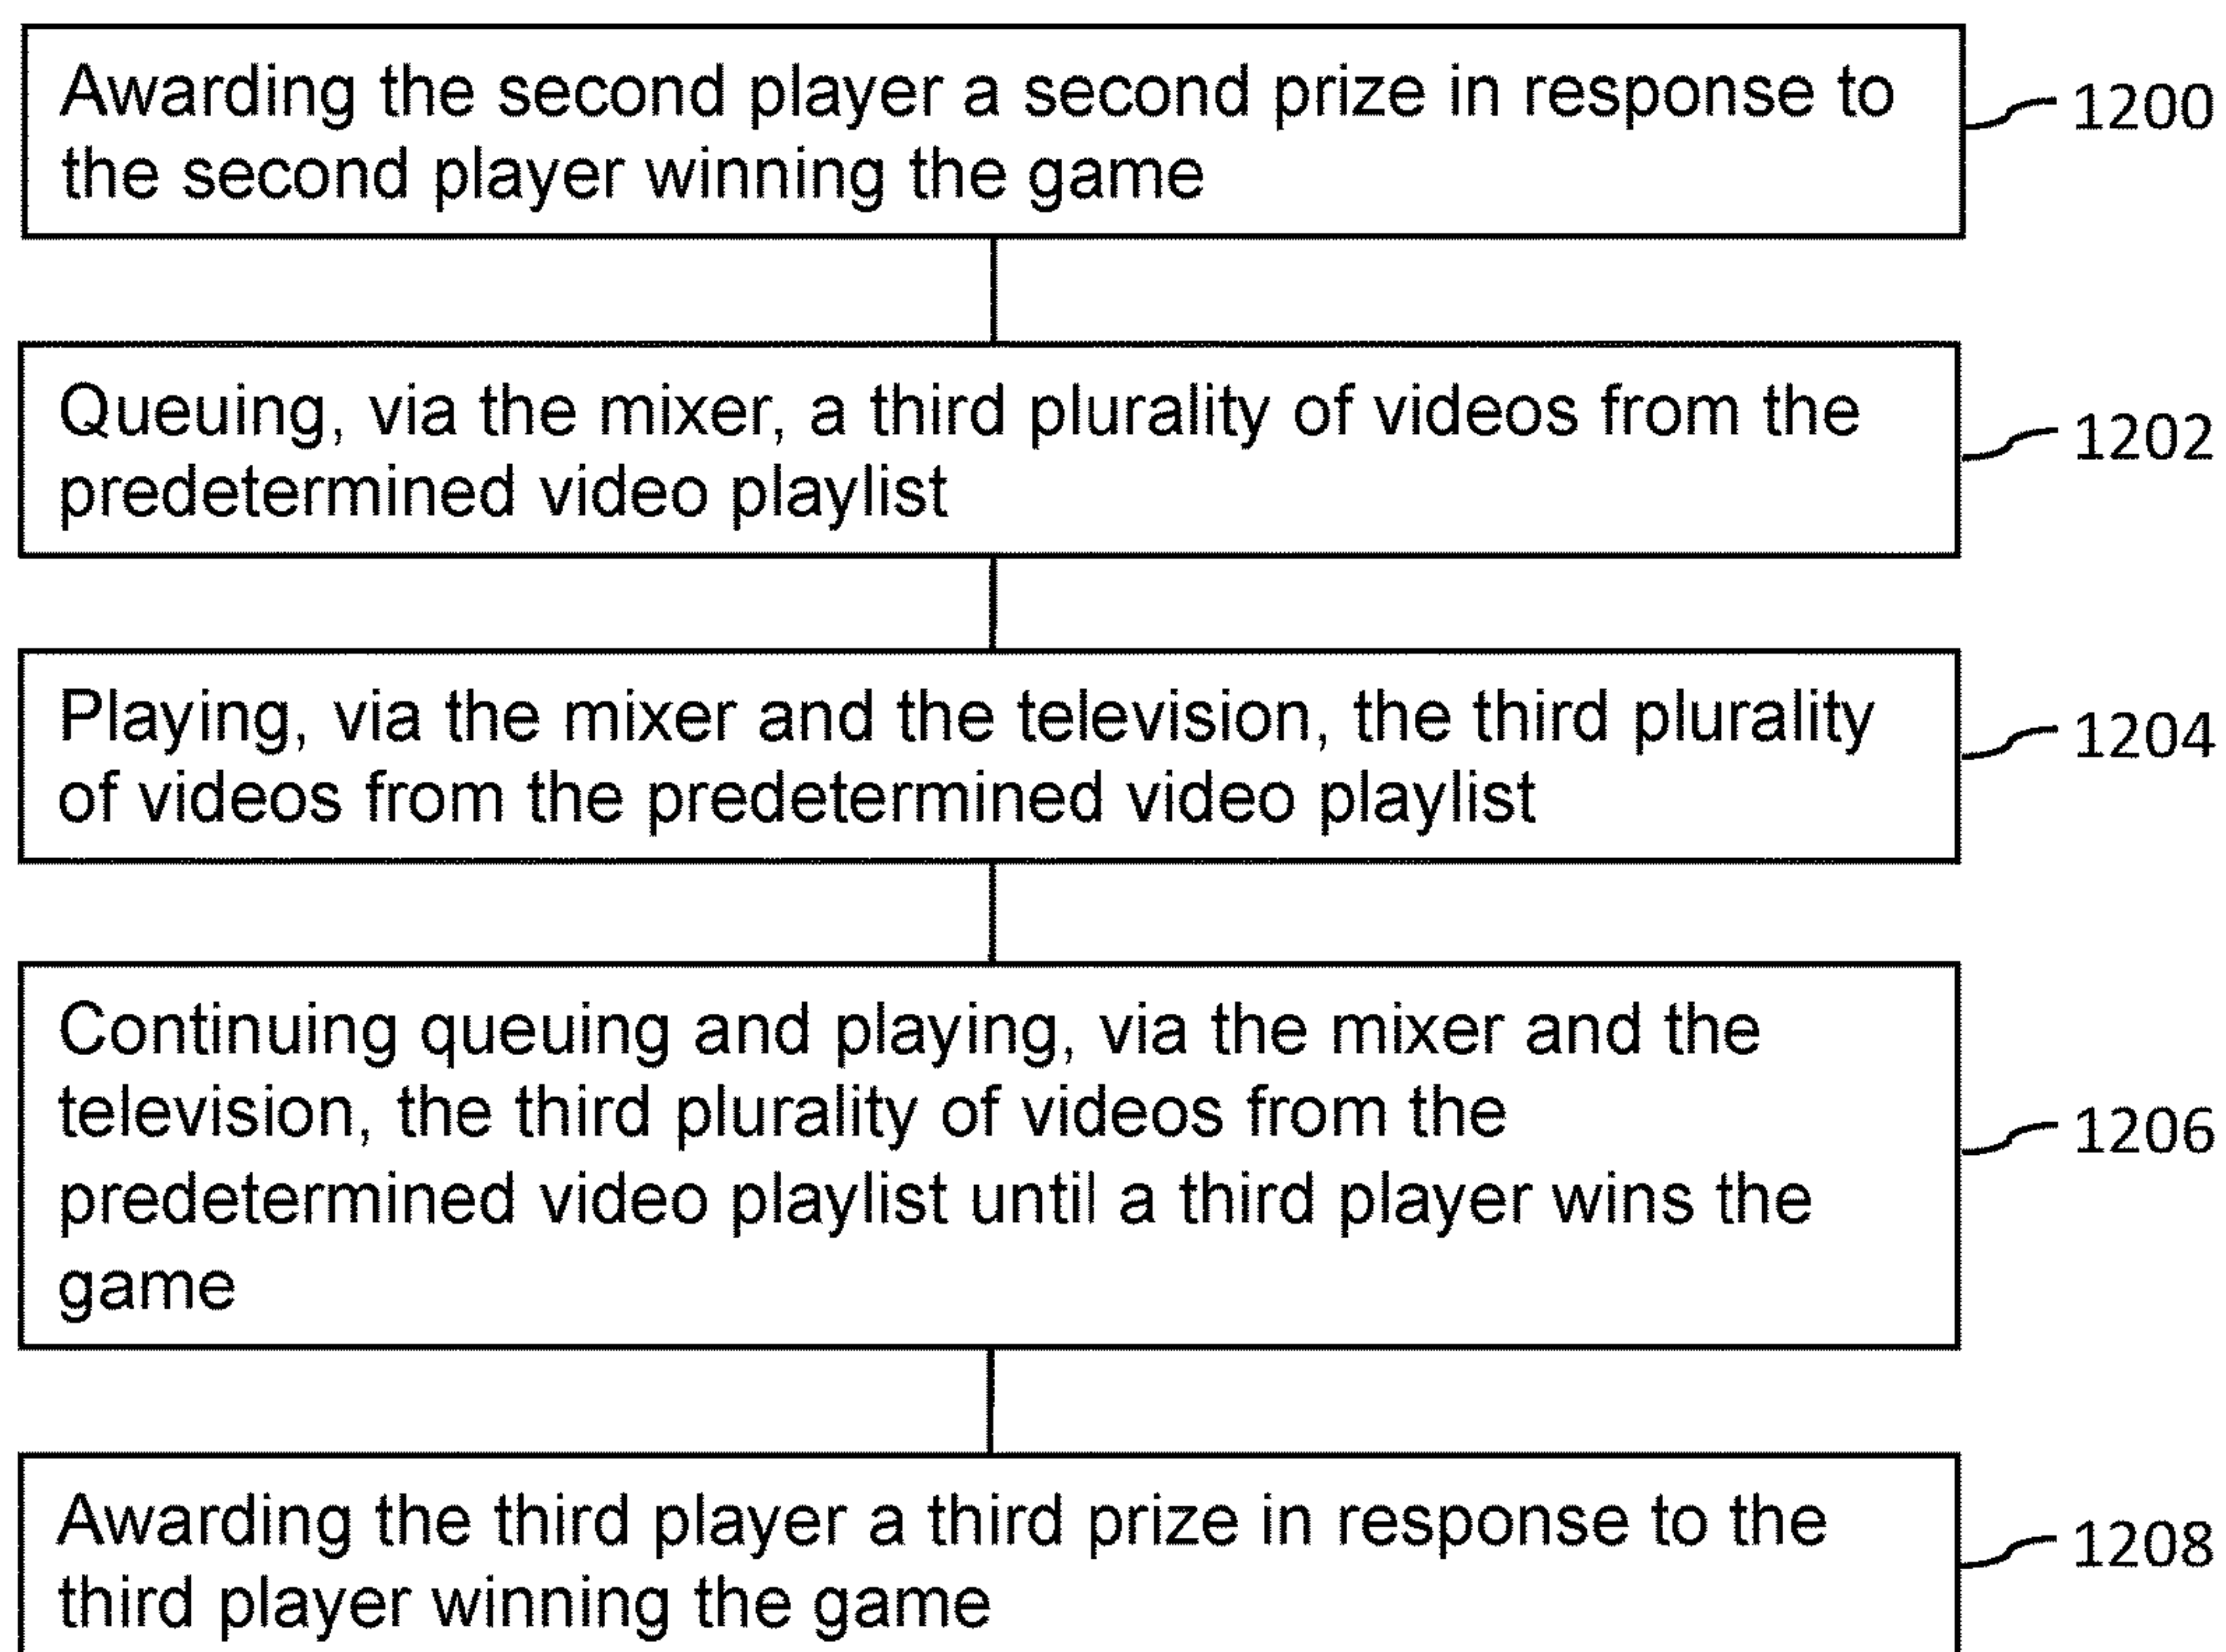 Awarding the second player a second prize in response to
the second player winning the game
1200
Queuing, via the mixer, a third plurality of videos from the
predetermined video playlist
1202
Playing, via the mixer and the television, the third plurality
of videos from the predetermined video playlist
1204
Continuing queuing and playing, via the mixer and the
television, the third plurality of videos from the
predetermined video playlist until a third player wins the
game
1206
Awarding the third player a third prize in response to the
third player winning the game
1208